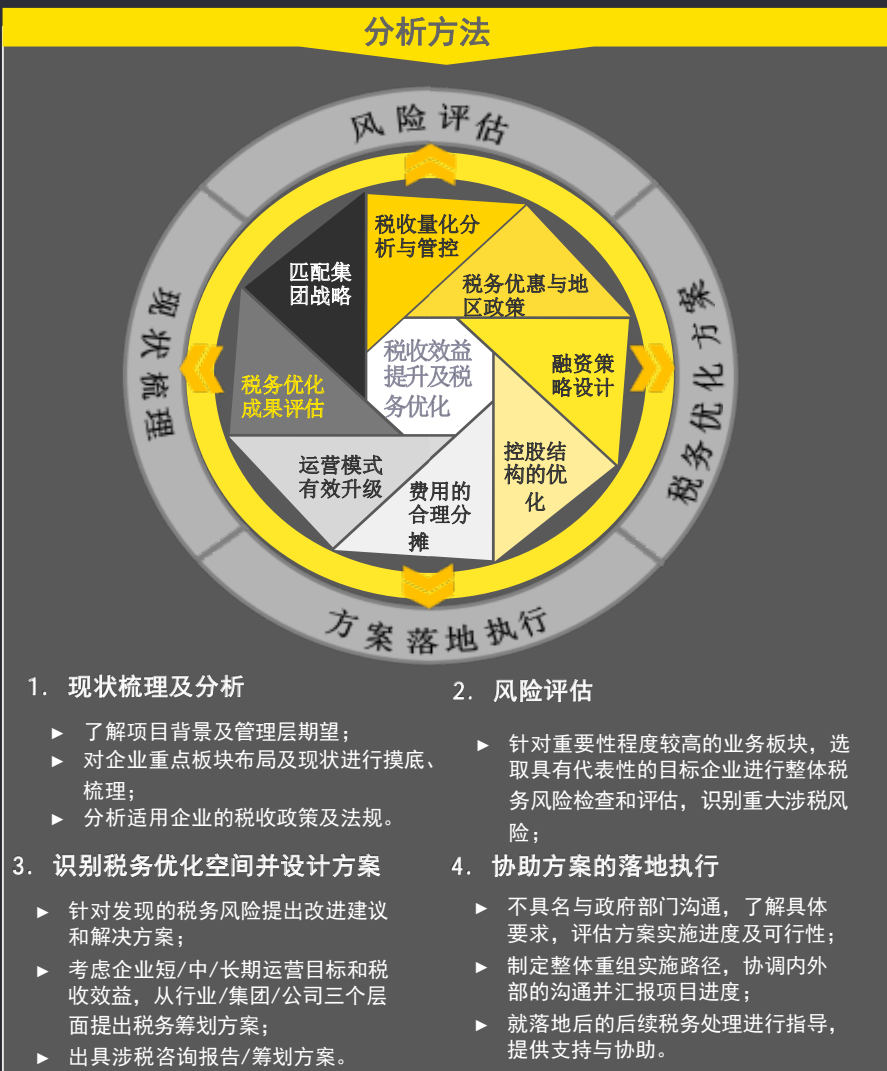 分析方法
风险评估
现状梳理
税务优化方案
方案落地执行
税收量化分
析与管控
税务优惠与地
区政策
融资策
略设计
控股结
构的优
化
费用的
合理分
摊
运营模式
有效升级
税务优化
成果评估
匹配集
团战略
税收效益
提升及税
务优化
1. 现状梳理及分析
► 了解项目背景及管理层期望；
► 对企业重点板块布局及现状进行摸底、
梳理；
► 分析适用企业的税收政策及法规。
2. 风险评估
► 针对重要性程度较高的业务板块，选
取具有代表性的目标企业进行整体税
务风险检查和评估，识别重大涉税风
险；
3. 识别税务优化空间并设计方案
► 针对发现的税务风险提出改进建议
和解决方案；
► 考虑企业短/中/长期运营目标和税
收效益，从行业/集团/公司三个层
面提出税务筹划方案；
► 出具涉税咨询报告/筹划方案。
4. 协助方案的落地执行
► 不具名与政府部门沟通，了解具体
要求，评估方案实施进度及可行性；
► 制定整体重组实施路径，协调内外
部的沟通并汇报项目进度；
► 就落地后的后续税务处理进行指导，
提供支持与协助。